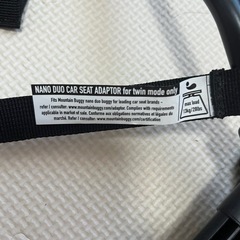 NANO DUO CAR SEAT ADAPTOR for twin mode only
Fits Mountain Buggy nano duo buggy for leading car seat brands -
refer / consulter: www.mountainbuggy.com/adaptor. Complies with requirements
applicable in market of sale. Conforme aux obligations normatives et légales du
marché. Refer / consulter: www.mountainbuggy.com/certification
max load